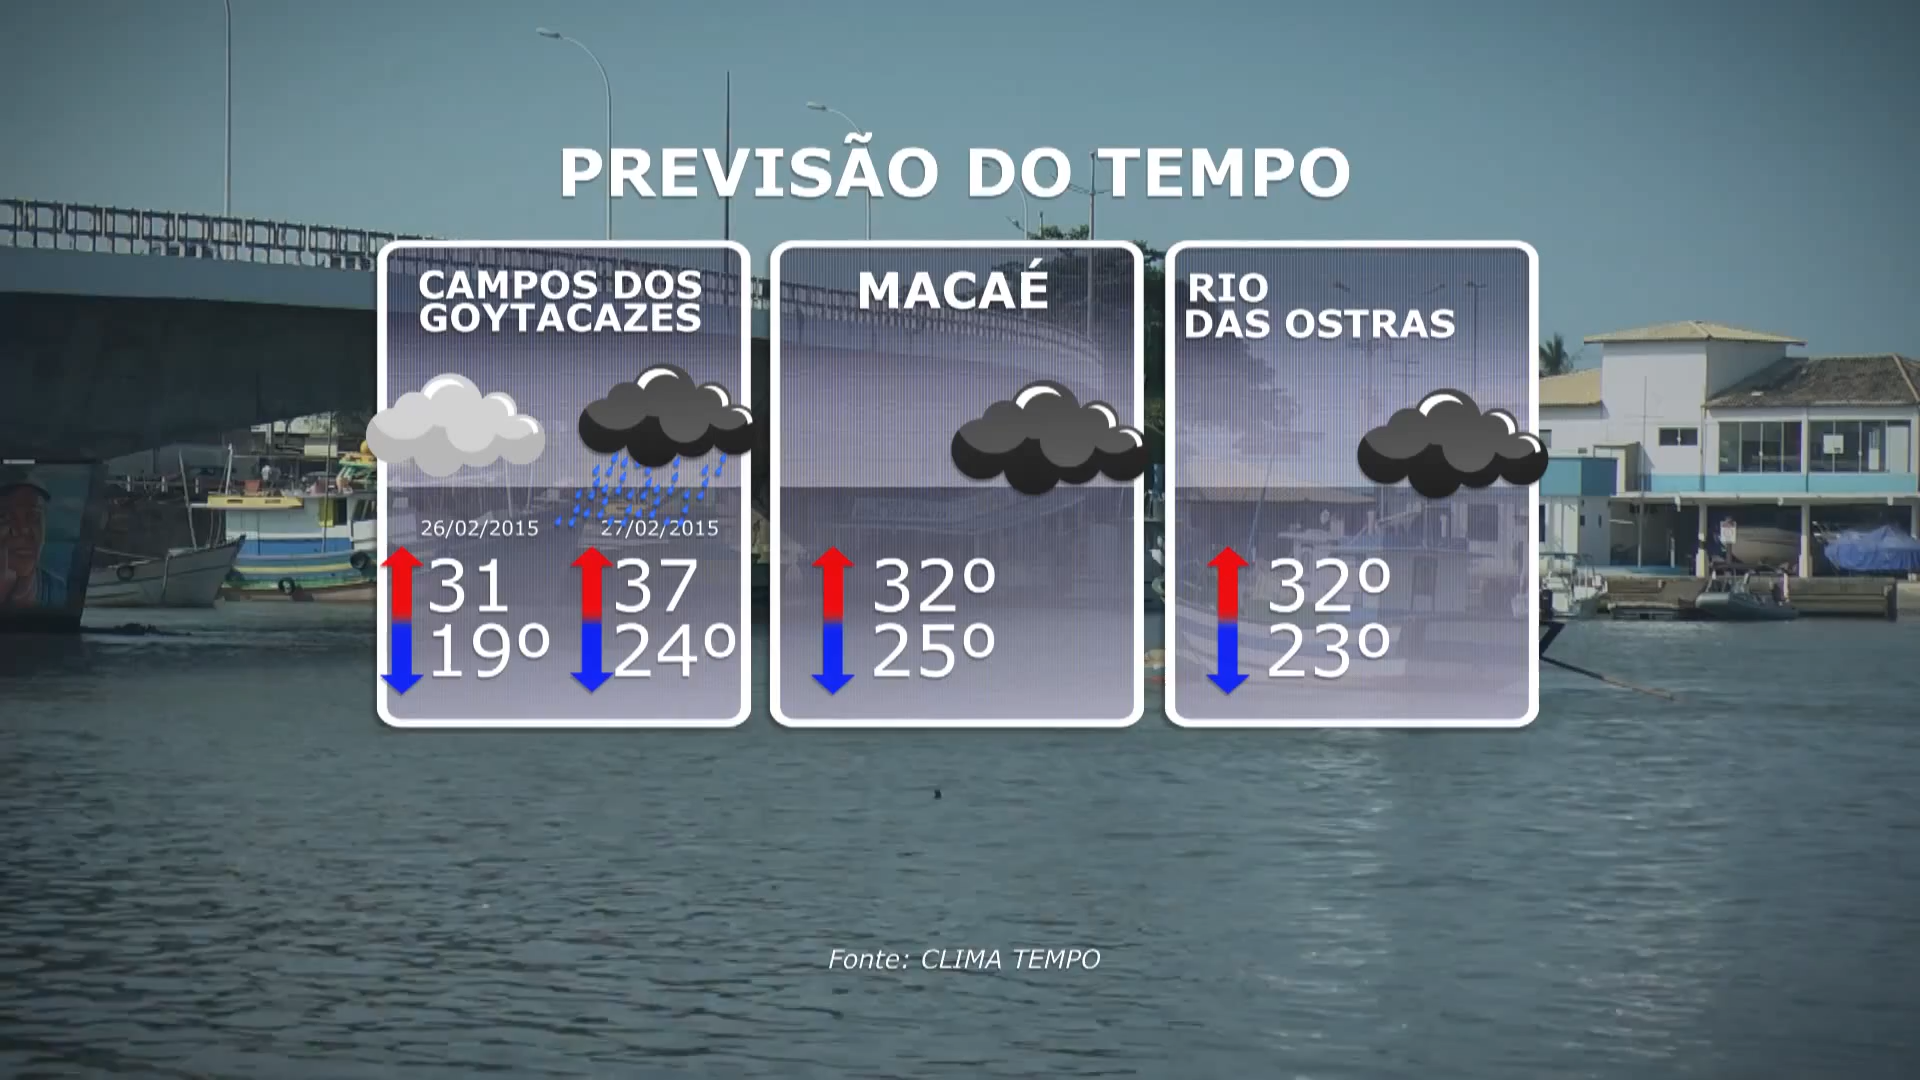 PREVISÃO DO TEMPO
CAMPOS DOS
GOYTACAZES
26/02/2015
27/02/2015
31
19º
37
24º
MACAÉ
32º
25º
RIO
DAS OSTRAS
32º
23º
Fonte: CLIMA TEMPO